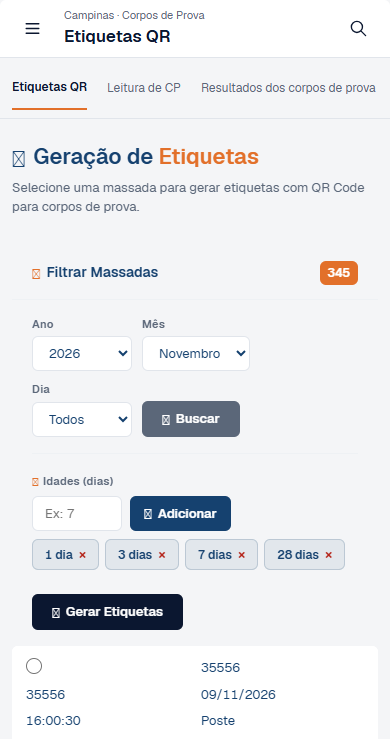 Campinas · Corpos de Prova
Etiquetas QR
Etiquetas QR Leitura de CP Resultados dos corpos de prova
Geração de Etiquetas
Selecione uma massada para gerar etiquetas com QR Code
para corpos de prova.
Filtrar Massadas 345
Ano Mês
2026 Novembro
Dia
Todos Buscar
Idades (dias)
Ex: 7 Adicionar
1 dia × 3 dias × 7 dias × 28 dias ×
Gerar Etiquetas
35556
35556 09/11/2026
16:00:30 Poste